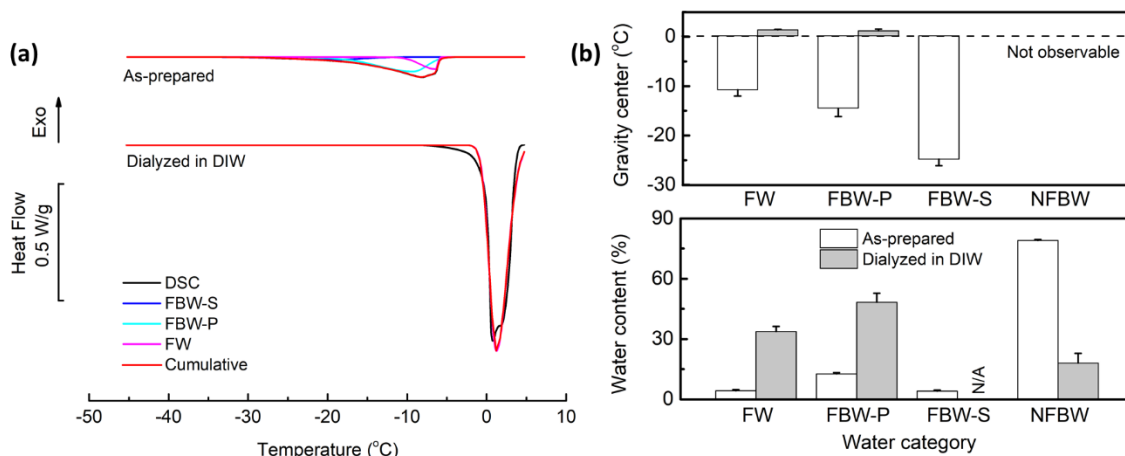 (a)
As-prepared
Exo
Dialyzed in DIW
Heat Flow
0.5 W/g
DSC
FBW-S
FBW-P
FW
Cumulative
-50 -40 -30 -20 -10 0 10
Temperature (°C)
(b)
Gravity center (°C)
0
-10
-20
-30
Not observable
FW FBW-P FBW-S NFBW
Water content (%)
90
60
30
0
As-prepared
Dialyzed in DIW
N/A
FW FBW-P FBW-S NFBW
Water category